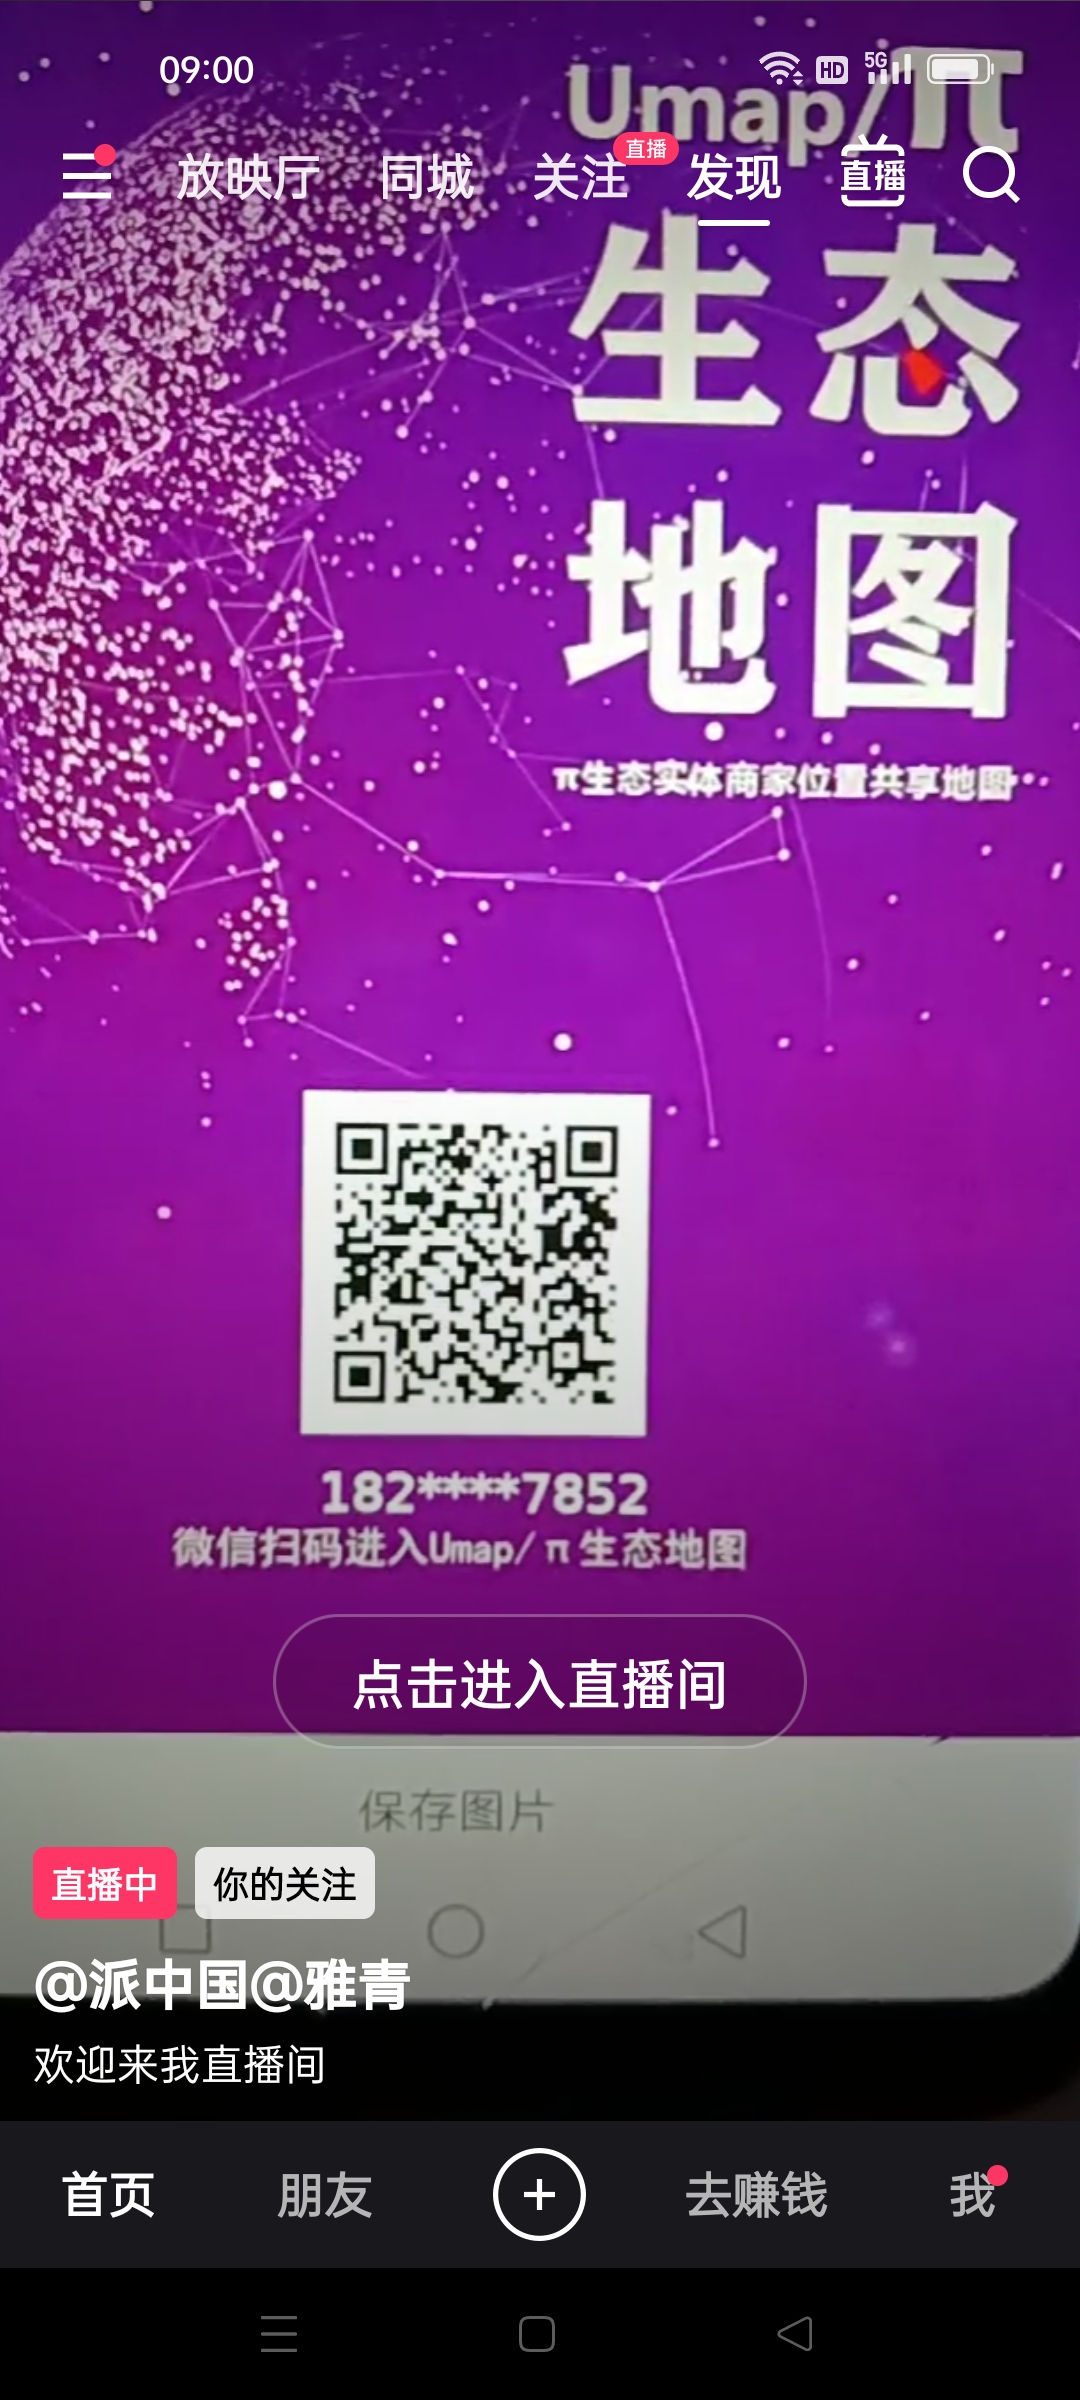 09:00
HD
5G
Umap/π
放映厅 同城 关注 直播 发现 直播
生态
地图
π生态实体商家位置共享地图
182****7852
微信扫码进入Umap/π生态地图
点击进入直播间
保存图片
直播中 你的关注
@派中国@雅青
欢迎来我直播间
首页 朋友 去赚钱 我